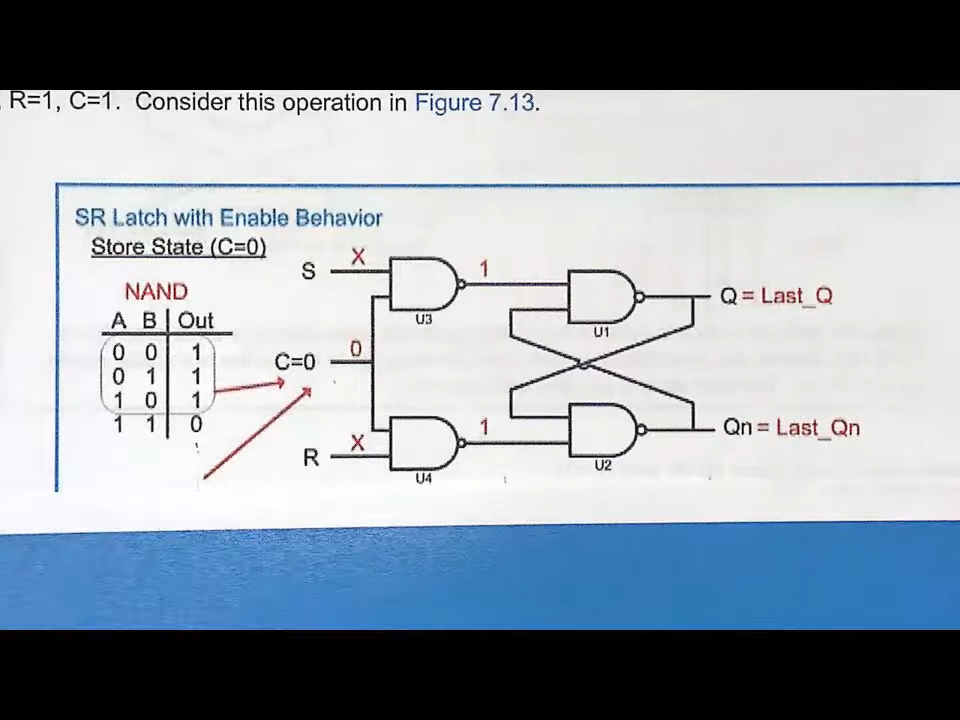 R=1, C=1. Consider this operation in Figure 7.13.
SR Latch with Enable Behavior
Store State (C=0)
NAND
A B Out
0 0 1
0 1 1
1 0 1
1 1 0
S X 1
U3
U1
Q = Last_Q
C=0 0
R X 1
U4
U2
Qn = Last_Qn